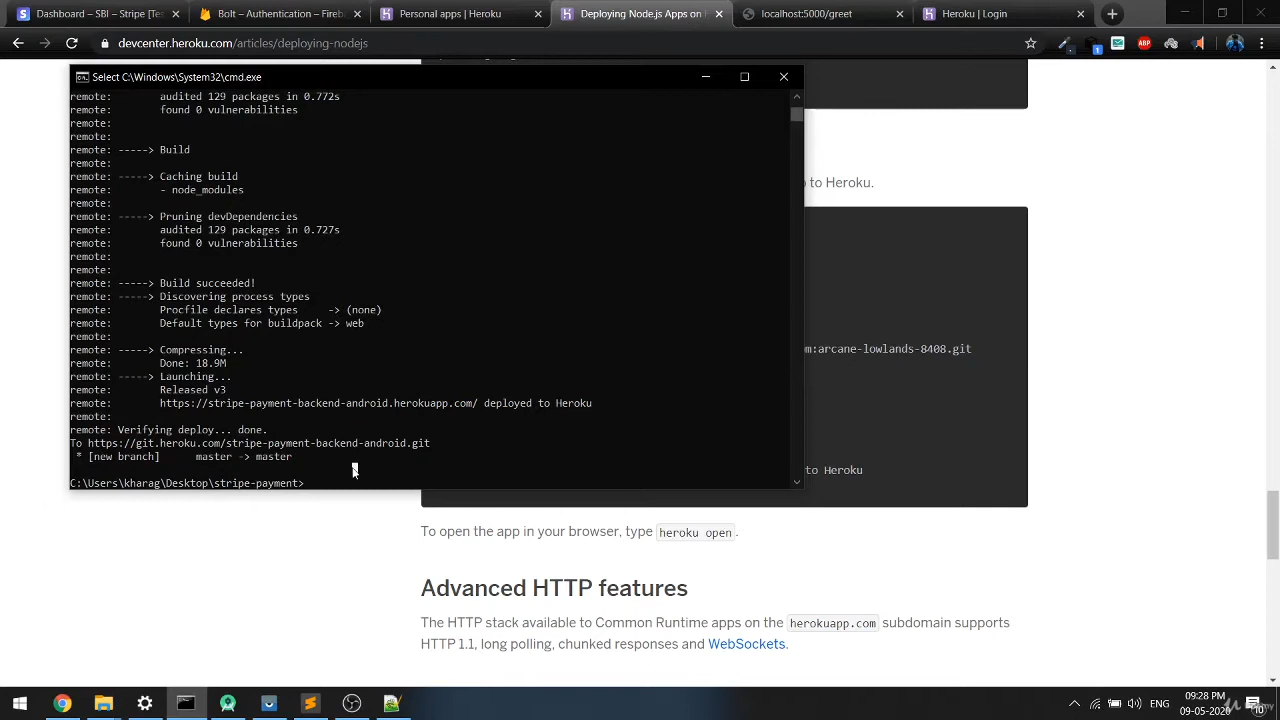 Dashboard – SBI – Stripe [Tes
Bolt – Authentication – Fireb
Personal apps | Heroku
Deploying Node.js Apps on
localhost:5000/greet
Heroku | Login
devcenter.heroku.com/articles/deploying-nodejs
Select C:\Windows\System32\cmd.exe
remote:       audited 129 packages in 0.772s
remote:       found 0 vulnerabilities
remote:
remote:
remote: -----> Build
remote:
remote: -----> Caching build
remote:       - node_modules
remote:
remote: -----> Pruning devDependencies
remote:       audited 129 packages in 0.727s
remote:       found 0 vulnerabilities
remote:
remote:
remote: -----> Build succeeded!
remote: -----> Discovering process types
remote:       Procfile declares types     -> (none)
remote:       Default types for buildpack -> web
remote:
remote: -----> Compressing...
remote:       Done: 18.9M
remote: -----> Launching...
remote:       Released v3
remote:       https://stripe-payment-backend-android.herokuapp.com/ deployed to Heroku
remote:
remote: Verifying deploy... done.
To https://git.heroku.com/stripe-payment-backend-android.git
* [new branch]      master -> master
C:\Users\kharag\Desktop\stripe-payment>
to Heroku.
m:arcane-lowlands-8408.git
to Heroku
To open the app in your browser, type heroku open.
Advanced HTTP features
The HTTP stack available to Common Runtime apps on the herokuapp.com subdomain supports
HTTP 1.1, long polling, chunked responses and WebSockets.
ENG
09:28 PM
09-05-2020